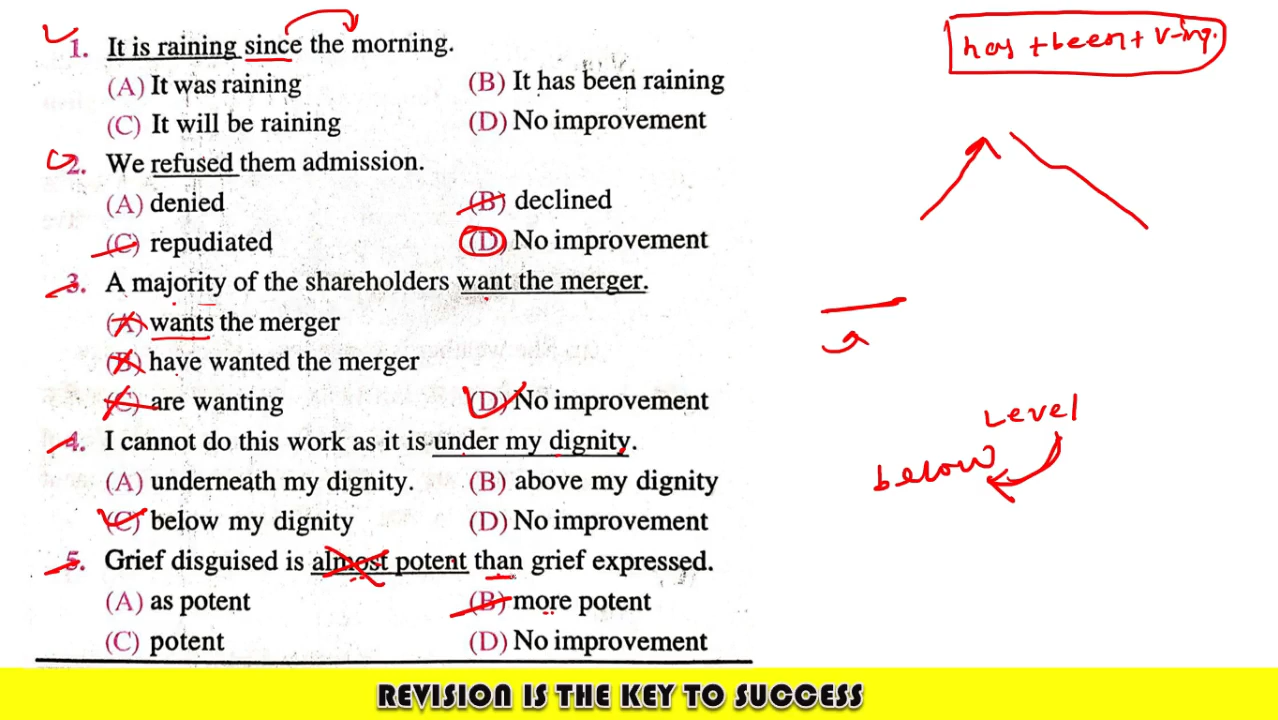 has + been + V-ing.
1. It is raining since the morning.
(A) It was raining (B) It has been raining
(C) It will be raining (D) No improvement
2. We refused them admission.
(A) denied (B) declined
(C) repudiated (D) No improvement
3. A majority of the shareholders want the merger.
(A) wants the merger
(B) have wanted the merger
(C) are wanting (D) No improvement
Level
4. I cannot do this work as it is under my dignity.
below
(A) underneath my dignity. (B) above my dignity
(C) below my dignity (D) No improvement
5. Grief disguised is almost potent than grief expressed.
(A) as potent (B) more potent
(C) potent (D) No improvement
REVISION IS THE KEY TO SUCCESS